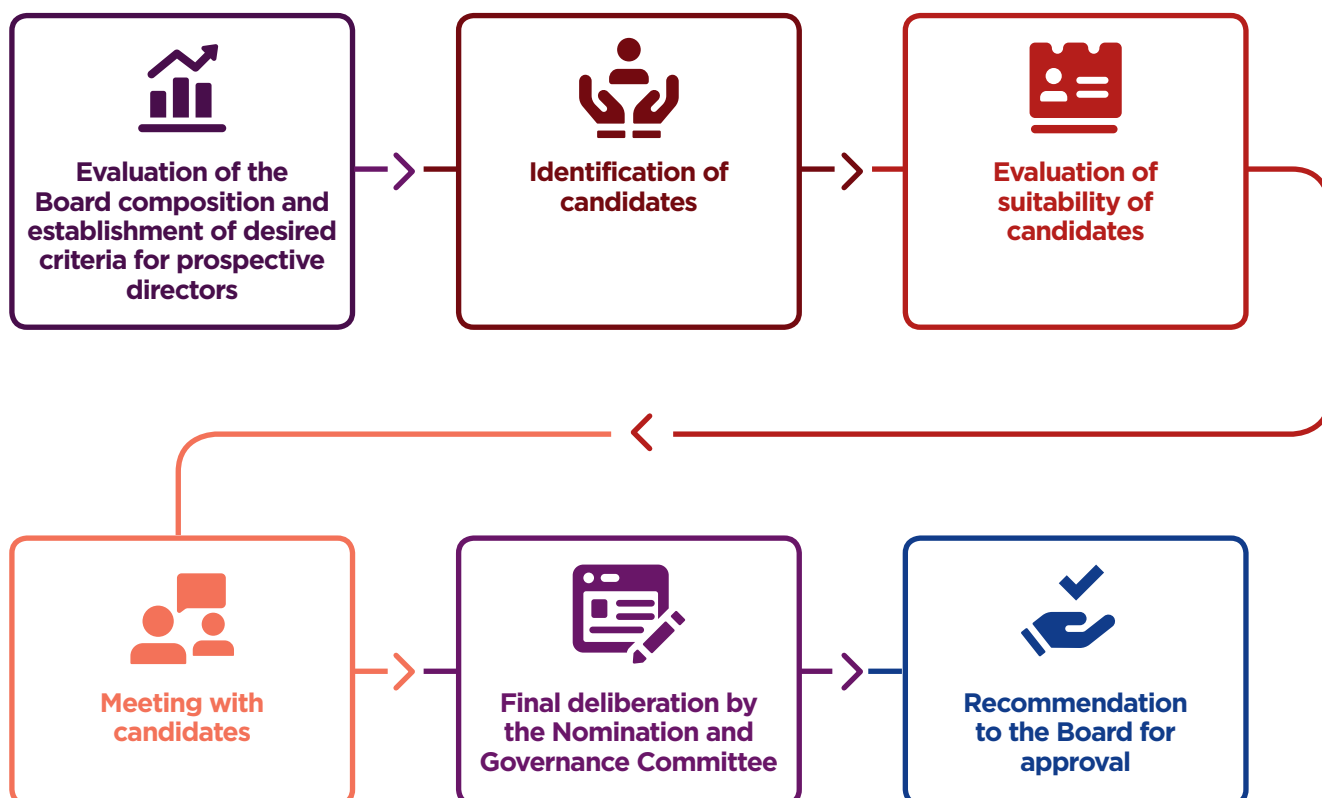 Evaluation of the
Board composition and
establishment of desired
criteria for prospective
directors
Identification of
candidates
Evaluation of
suitability of
candidates
Meeting with
candidates
Final deliberation by
the Nomination and
Governance Committee
Recommendation
to the Board for
approval